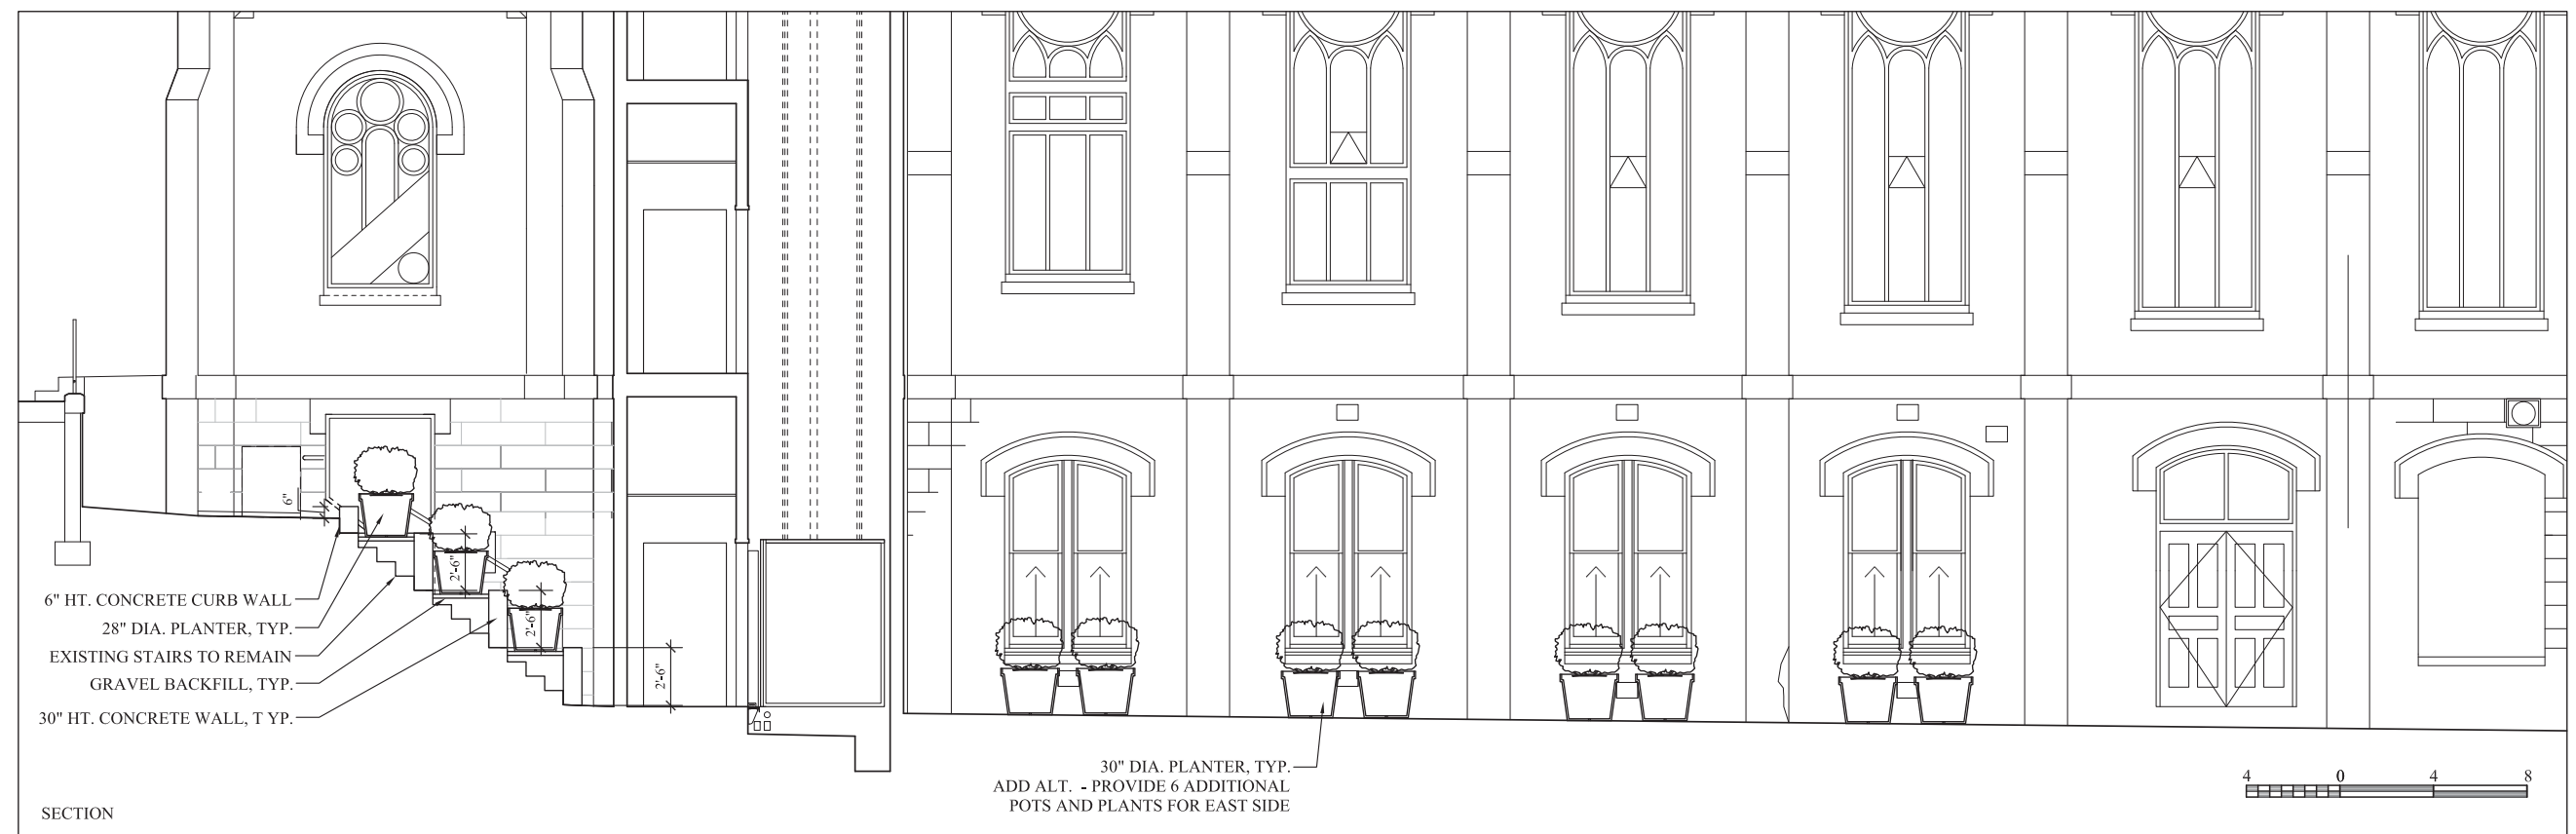 6"
2'-6"
2'-6"
2'-6"
6" HT. CONCRETE CURB WALL
28" DIA. PLANTER, TYP.
EXISTING STAIRS TO REMAIN
GRAVEL BACKFILL, TYP.
30" HT. CONCRETE WALL, T YP.
30" DIA. PLANTER, TYP.
ADD ALT. - PROVIDE 6 ADDITIONAL
POTS AND PLANTS FOR EAST SIDE
4 0 4 8
SECTION